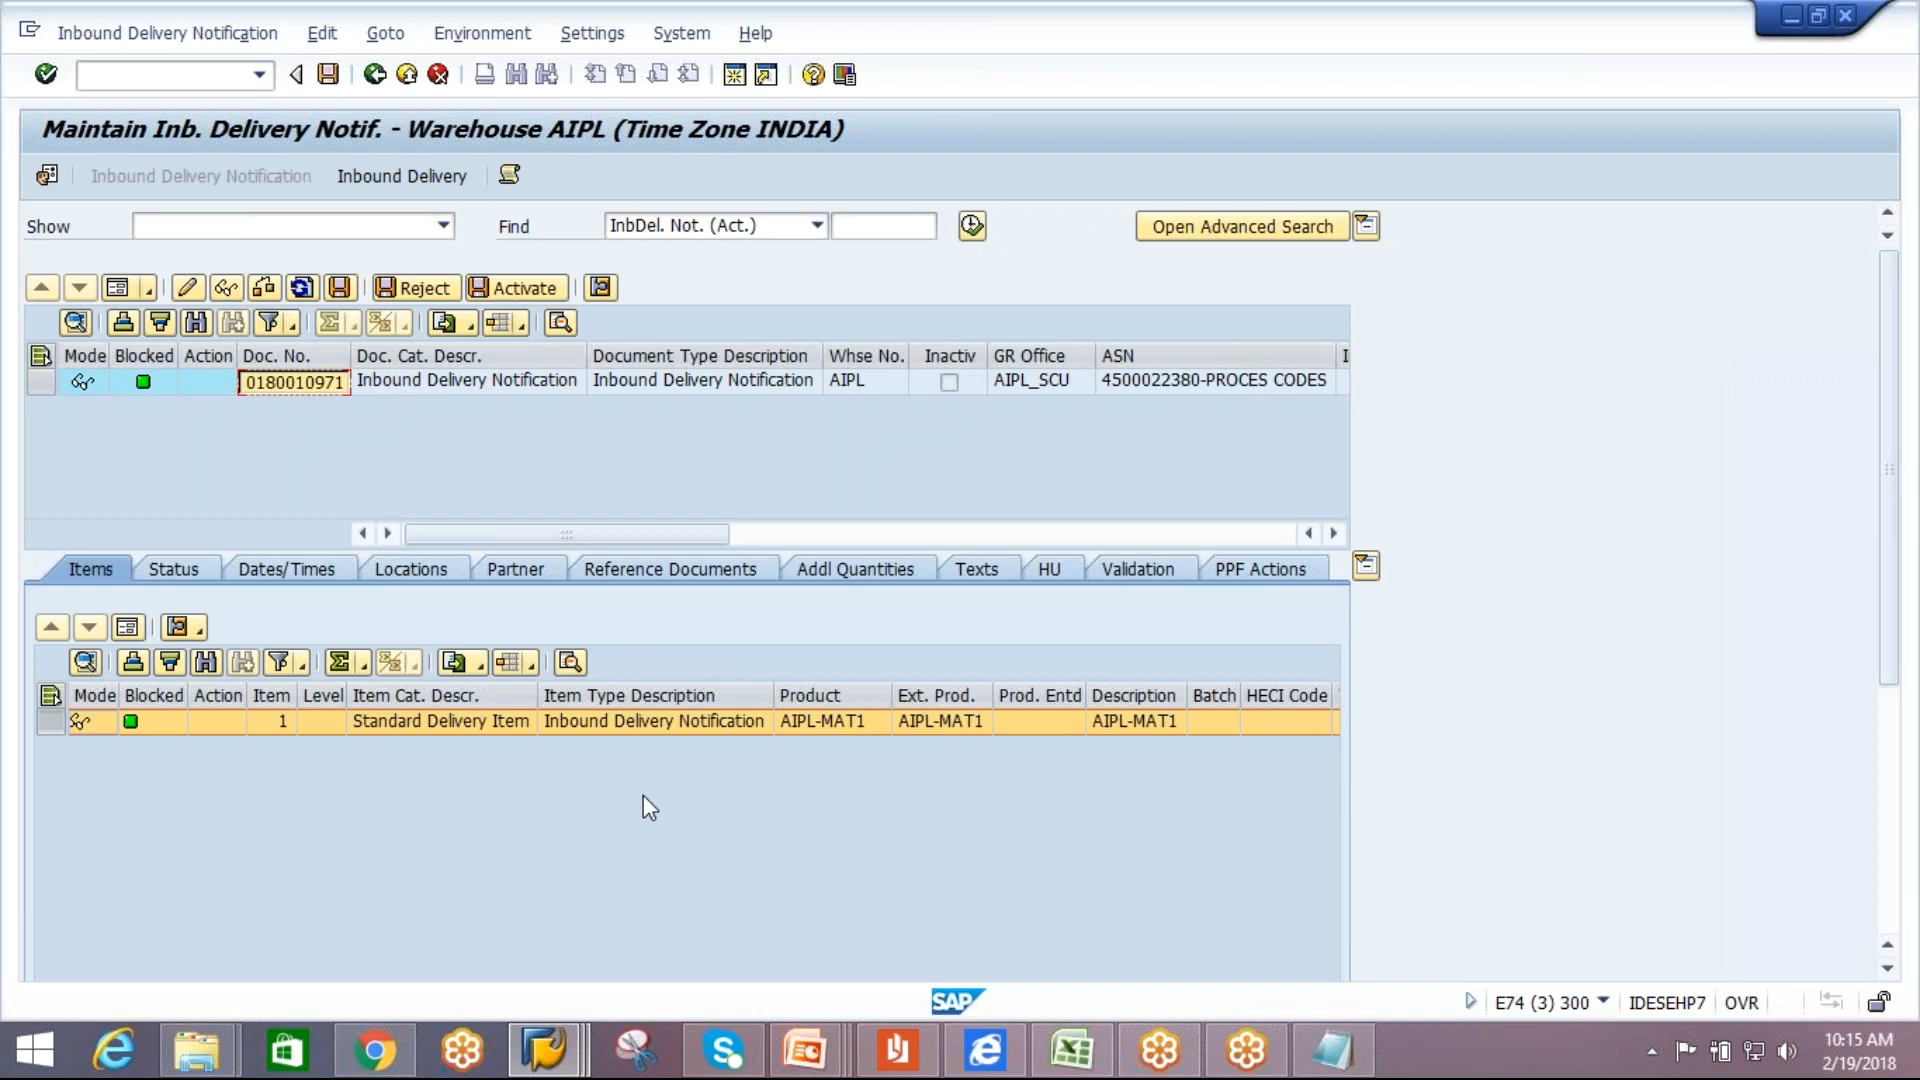 Inbound Delivery Notification Edit Goto Environment Settings System Help
Maintain Inb. Delivery Notif. - Warehouse AIPL (Time Zone INDIA)
Inbound Delivery Notification Inbound Delivery
Show Find InbDel. Not. (Act.) Open Advanced Search
Reject Activate
Mode Blocked Action Doc. No. Doc. Cat. Descr. Document Type Description Whse No. Inactiv GR Office ASN I
0180010971 Inbound Delivery Notification Inbound Delivery Notification AIPL AIPL_SCU 4500022380-PROCES CODES
Items Status Dates/Times Locations Partner Reference Documents Addl Quantities Texts HU Validation PPF Actions
Mode Blocked Action Item Level Item Cat. Descr. Item Type Description Product Ext. Prod. Prod. Entd Description Batch HECI Code
1 Standard Delivery Item Inbound Delivery Notification AIPL-MAT1 AIPL-MAT1 AIPL-MAT1
SAP E74 (3) 300 IDESEHP7 OVR
10:15 AM
2/19/2018